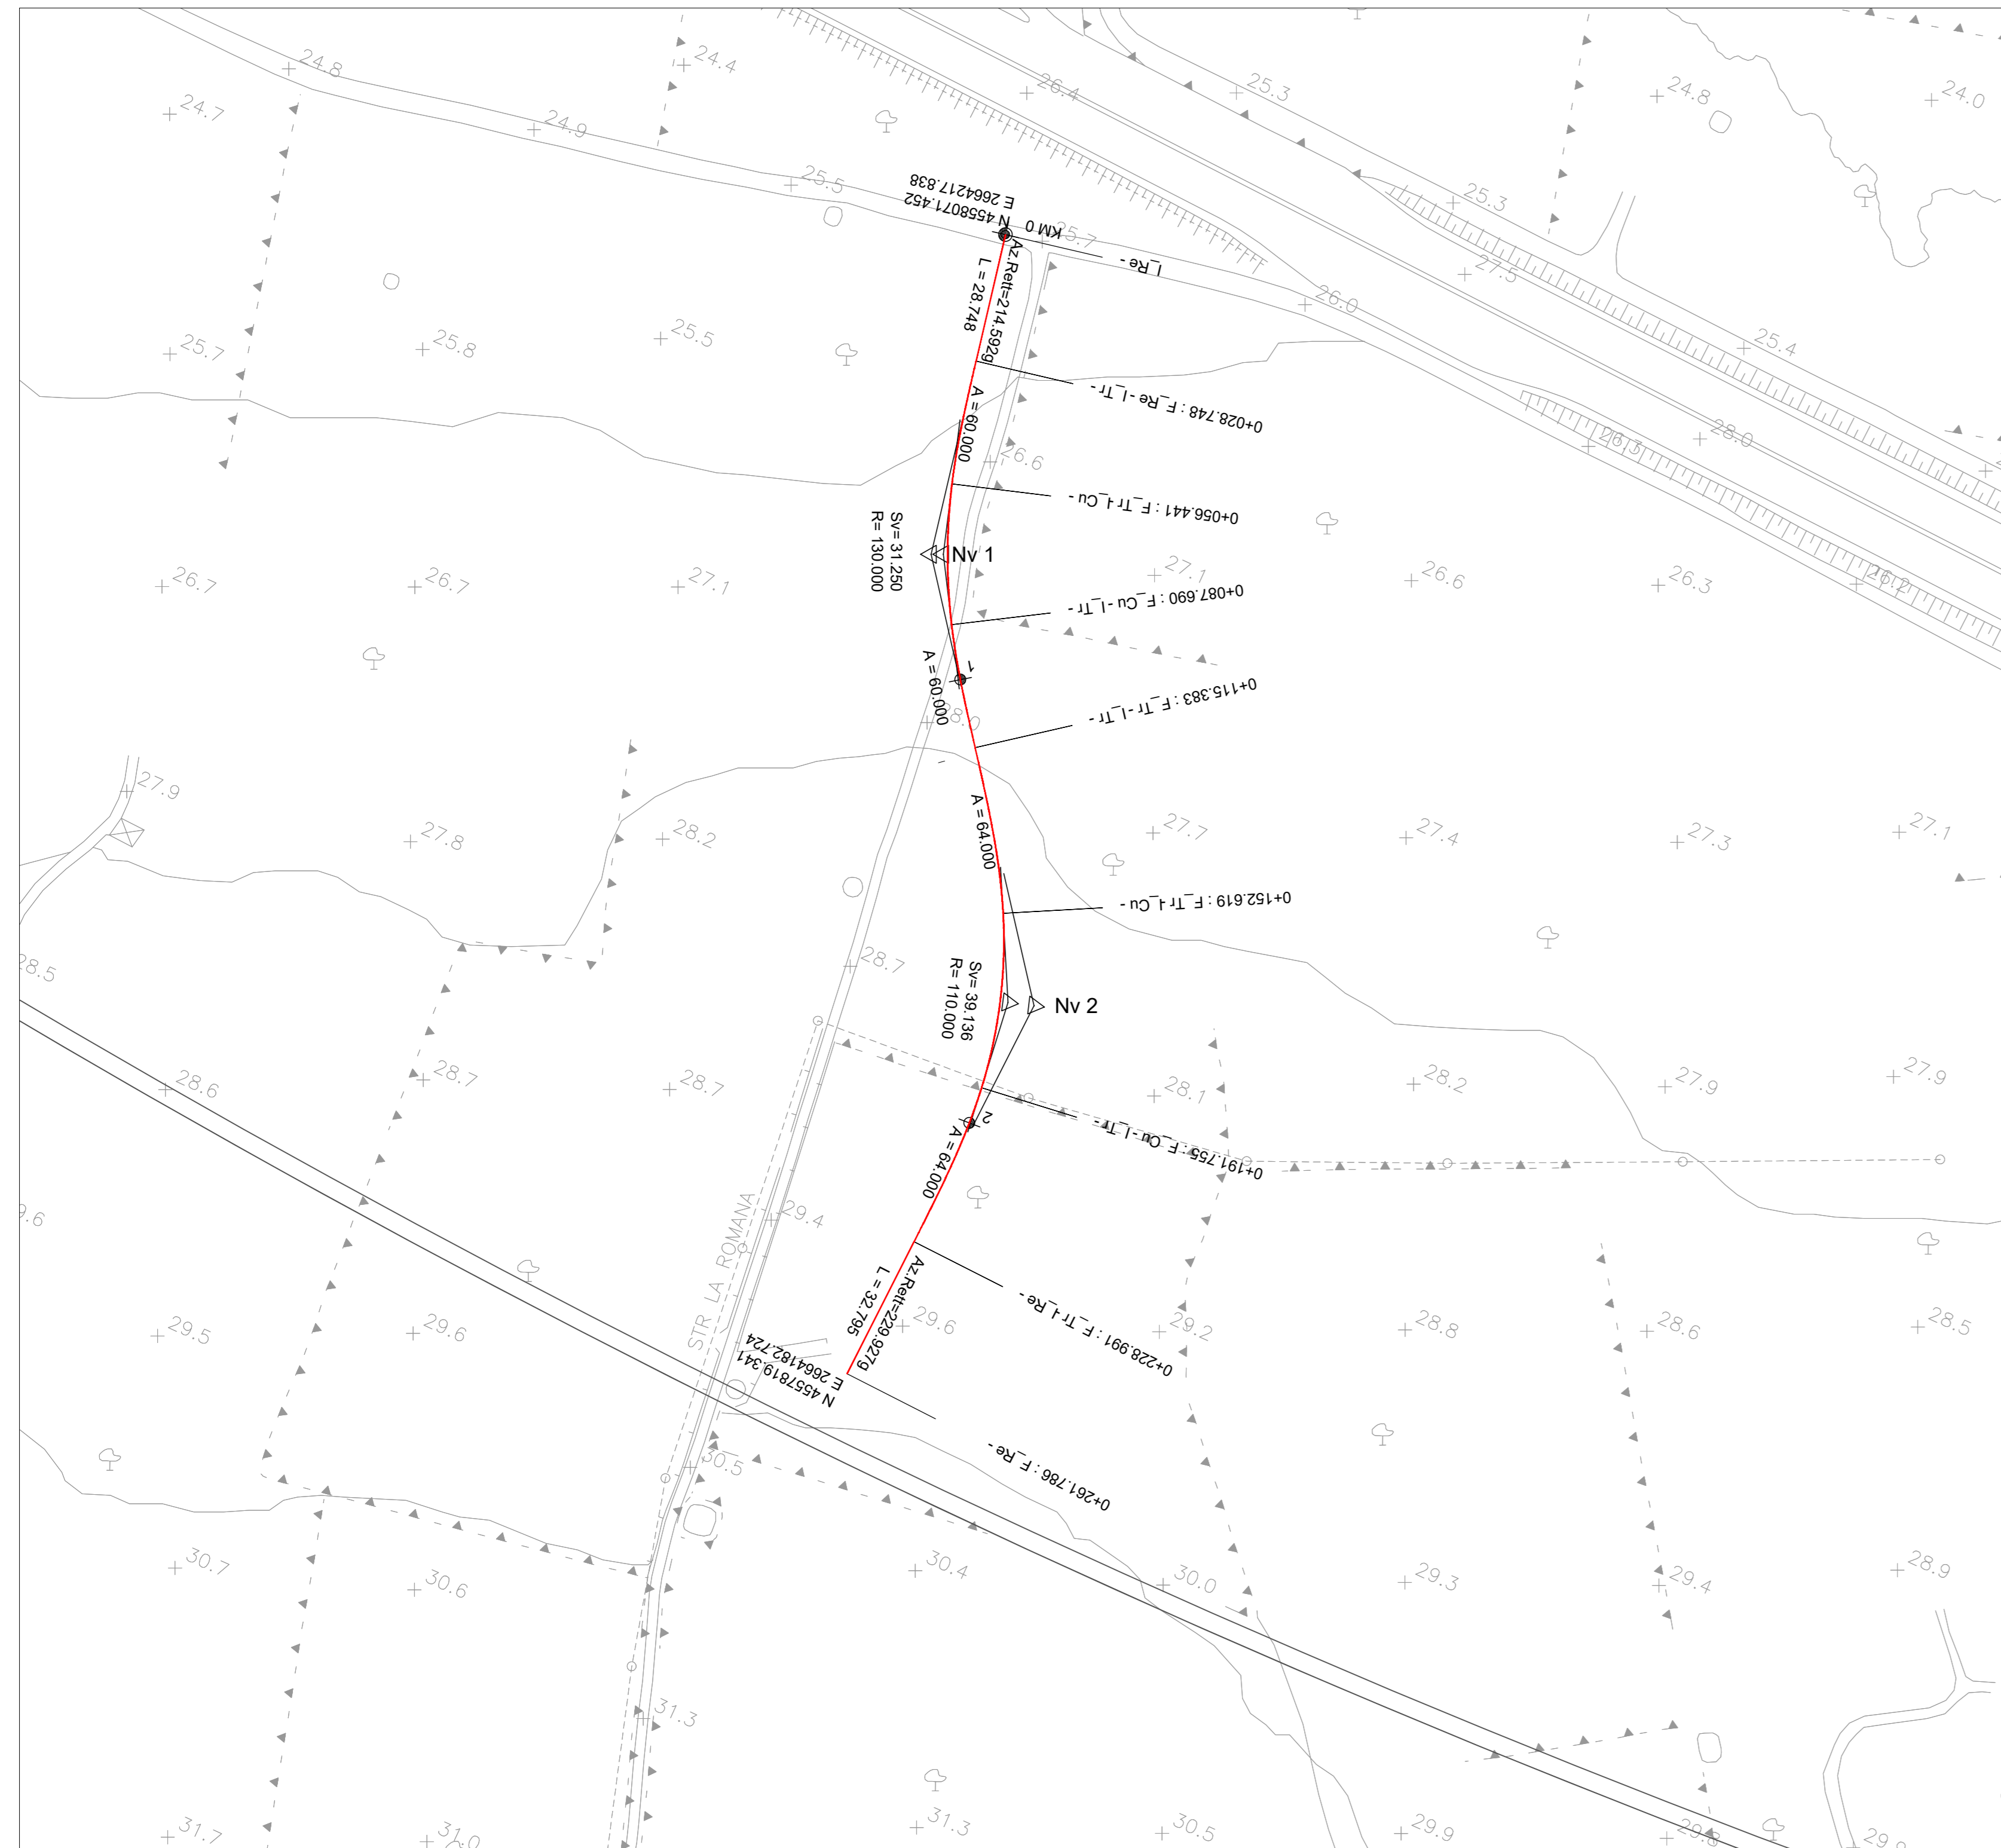 24.8
24.4
26.4
25.3
24.8
24.0
24.7
24.9
25.5
25.3
E 2664217.838
N 4558071.452
KM 0
25.7
I_Re -
27.5
26.0
25.4
Az.Rett=214.592g
L = 28.748
25.7
25.8
25.5
0+028.748 : F_Re - I_Tr -
A = 60.000
26.6
26.3
28.0
0+056.441 : F_Tr-I_Cu -
Sv= 31.250
R= 130.000
Nv 1
26.7
26.7
27.1
27.1
26.6
26.3
26.2
0+087.690 : F_Cu - I_Tr -
1
A = 60.000
28.0
0+115.383 : F_Tr - I_Tr -
27.9
27.8
28.2
A = 64.000
27.7
27.4
27.3
27.1
0+152.619 : F_Tr-I_Cu -
28.5
28.7
Sv= 39.136
R= 110.000
Nv 2
28.6
28.7
28.7
28.1
28.2
27.9
27.9
2
0+191.755 : F_Cu - I_Tr -
A = 64.000
STR LA ROMANA
29.4
0+228.991 : F_Tr-I_Re -
Az.Rett=229.927g
L = 32.795
29.5
29.6
29.6
29.2
28.8
28.6
28.5
E 2664182.724
N 4557819.341
0+261.786 : F_Re -
30.5
30.7
30.6
30.4
30.0
29.3
29.4
28.9
31.3
31.7
31.0
31.3
30.5
29.9
29.8